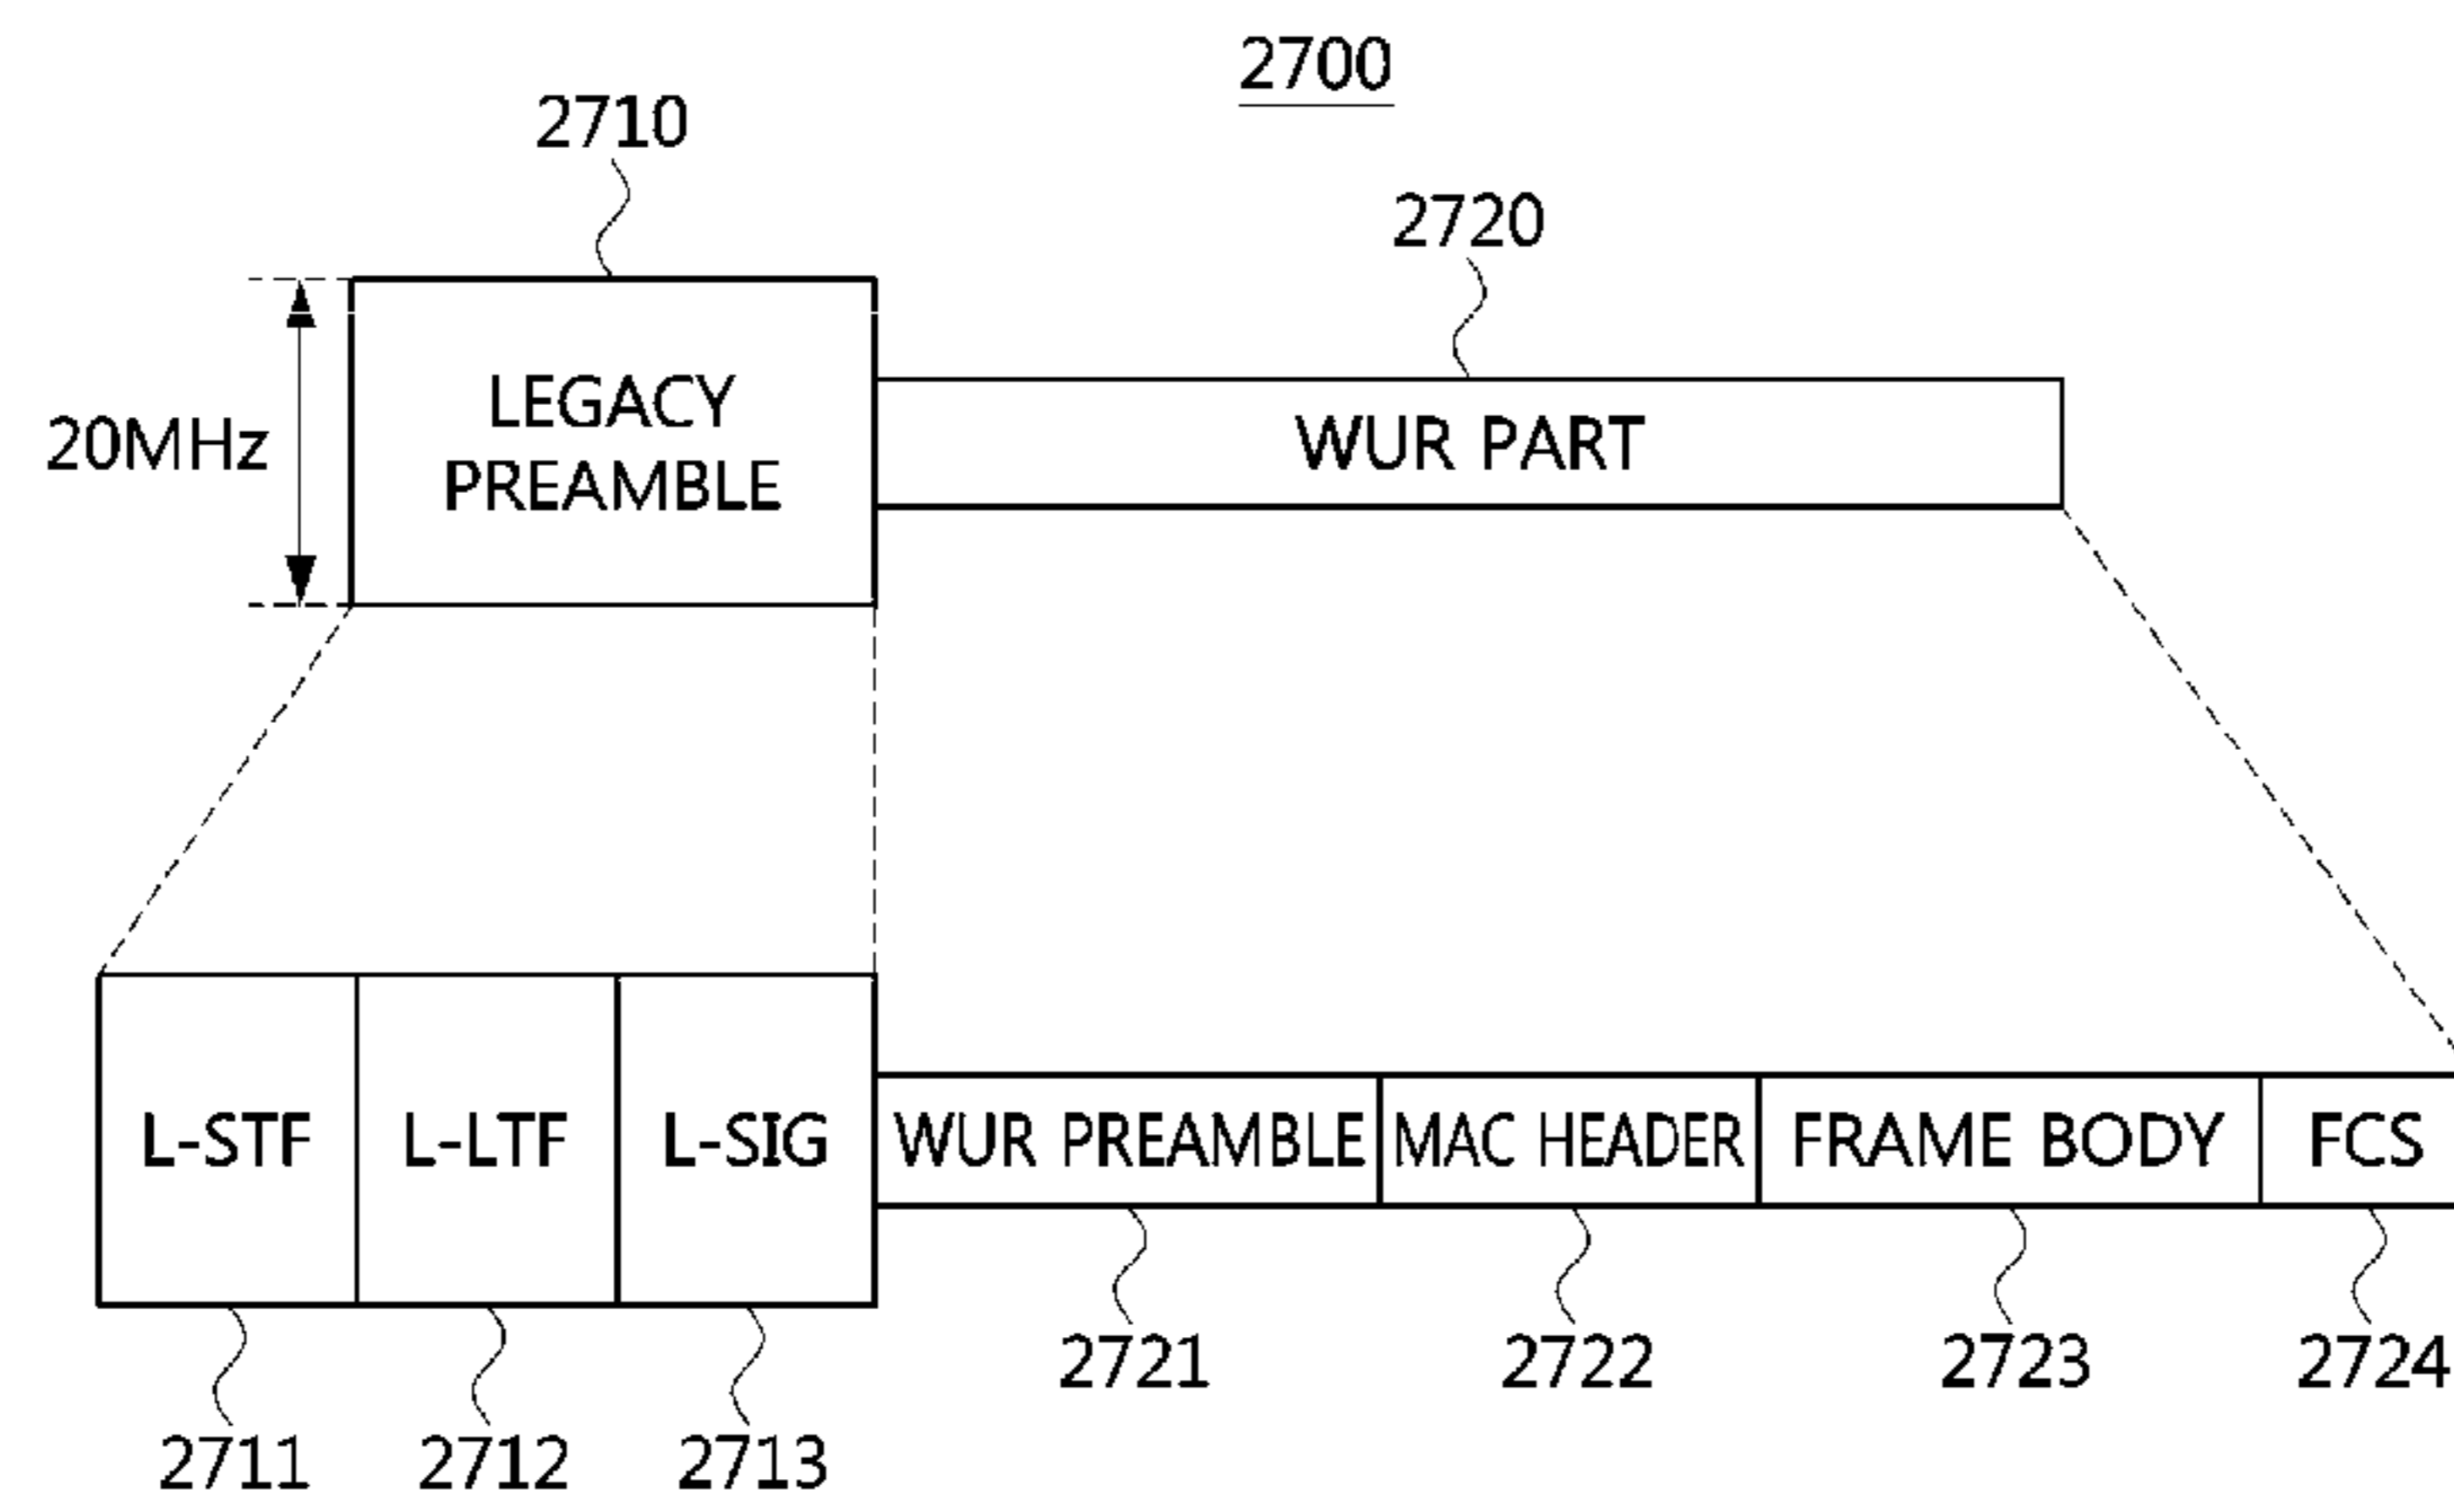 2700
2710
2720
20MHz
LEGACY
PREAMBLE
WUR PART
L-STF
L-LTF
L-SIG
WUR PREAMBLE
MAC HEADER
FRAME BODY
FCS
2721
2722
2723
2724
2711
2712
2713